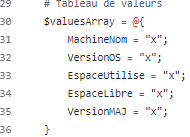 29 # Tableau de valeurs
30 $valuesArray = @{
31 MachineNom = "x";
32 VersionOS = "x";
33 EspaceUtilise = "x";
34 EspaceLibre = "x";
35 VersionMAJ = "x";
36 }